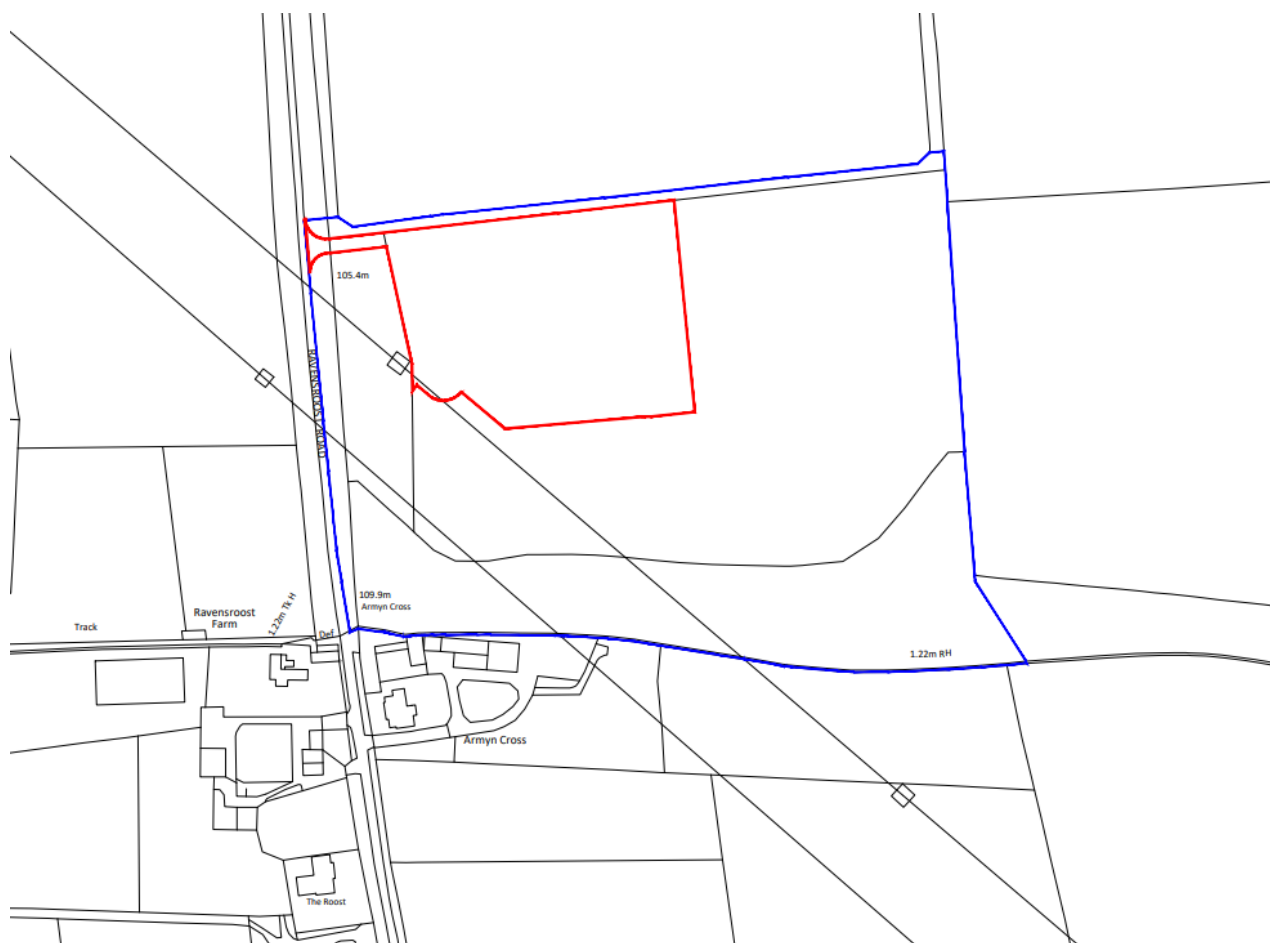 105.4m
RAVENSROOST ROAD
109.9m
Armyn Cross
Ravensroost
Farm
1.22m Tk H
Def
Track
1.22m RH
Armyn Cross
The Roost